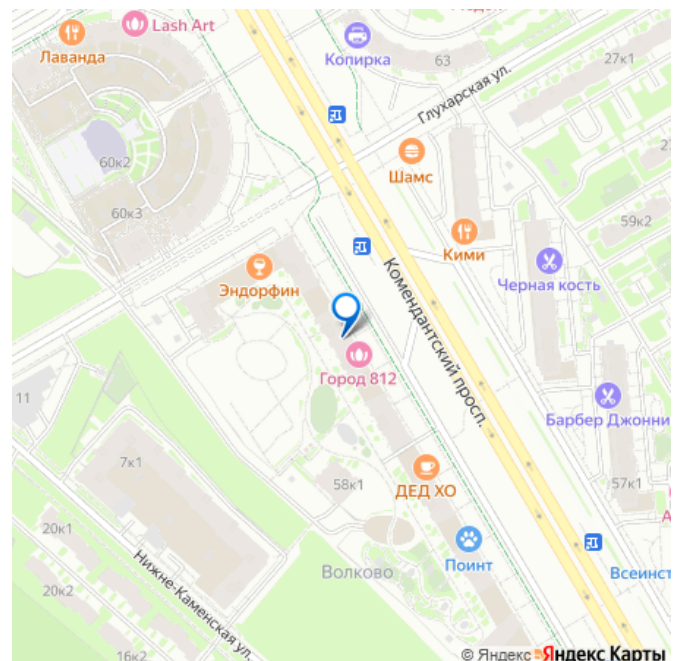 Lash Art
Лаванда
Копирка
63
27к1
Глухарская ул.
60к2
Шамс
60к3
59к2
Кими
Эндорфин
Черная кость
Комендантский просп.
Город 812
11
Барбер Джонни
7к1
58к1
ДЕД ХО
57к1
20к1
Нижне-Каменская ул.
Поинт
Волково
Всеинст
20к2
16к2
© Яндекс Яндекс Карты